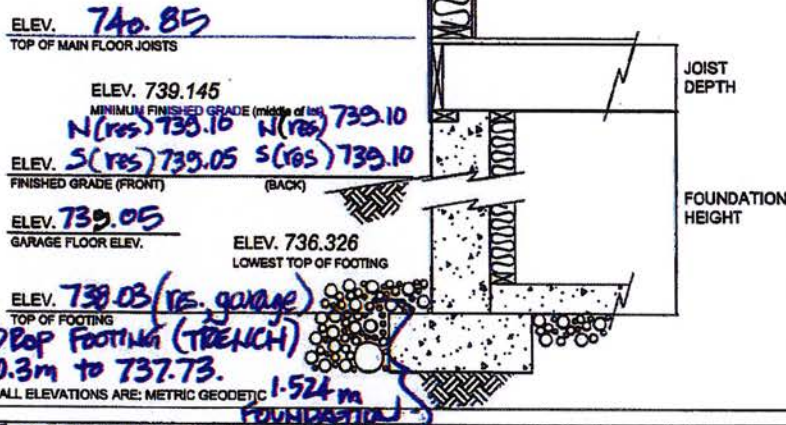 ELEV. 740.85
TOP OF MAIN FLOOR JOISTS
JOIST
DEPTH
ELEV. 739.145
MINIMUM FINISHED GRADE (middle of lot)
N(res) 739.10 N(res) 739.10
ELEV. S(res) 739.05 S(res) 739.10
FINISHED GRADE (FRONT) (BACK)
FOUNDATION
HEIGHT
ELEV. 739.05
GARAGE FLOOR ELEV.
ELEV. 736.326
LOWEST TOP OF FOOTING
ELEV. 738.03 (res. garage)
TOP OF FOOTING
DROP FOOTING (TRENCH)
0.3m to 737.73.
ALL ELEVATIONS ARE: METRIC GEODETIC 1.524 m
FOUNDATION